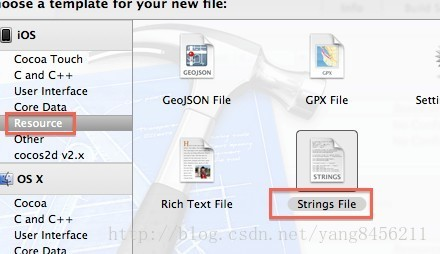 hoose a template for your new file:
iOS
Cocoa Touch
C and C++
User Interface
Core Data
Resource
Other
cocos2d v2.x
OS X
Cocoa
C and C++
User Interface
Core Data
GEOJSON
GeoJSON File
GPX
GPX File
Setti
Rich Text File
STRINGS
Strings File
http://blog.csdn.net/yang8456211